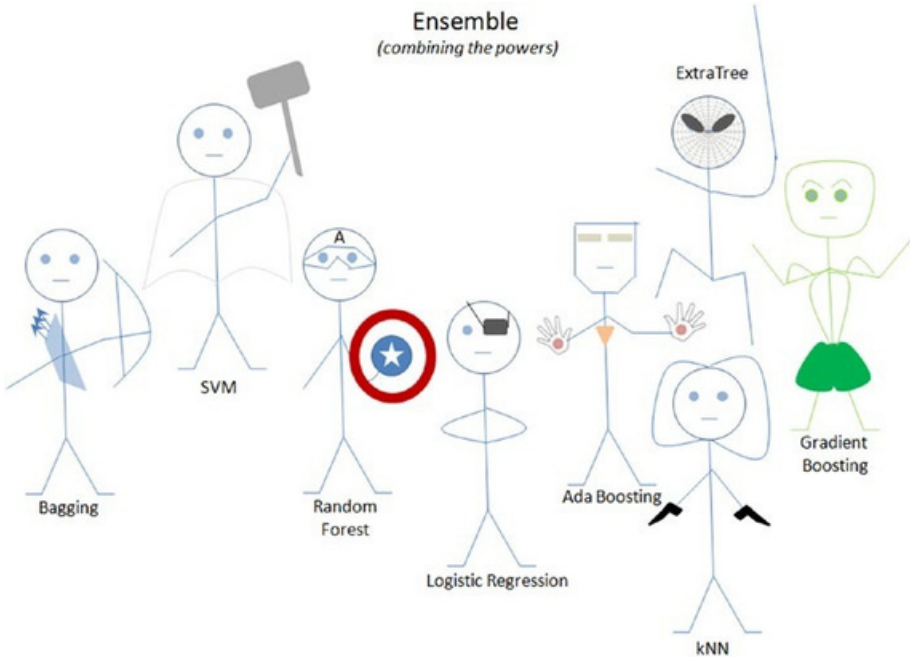 Ensemble
(combining the powers)
ExtraTree
A
SVM
Gradient
Boosting
Bagging
Random
Forest
Ada Boosting
Logistic Regression
kNN